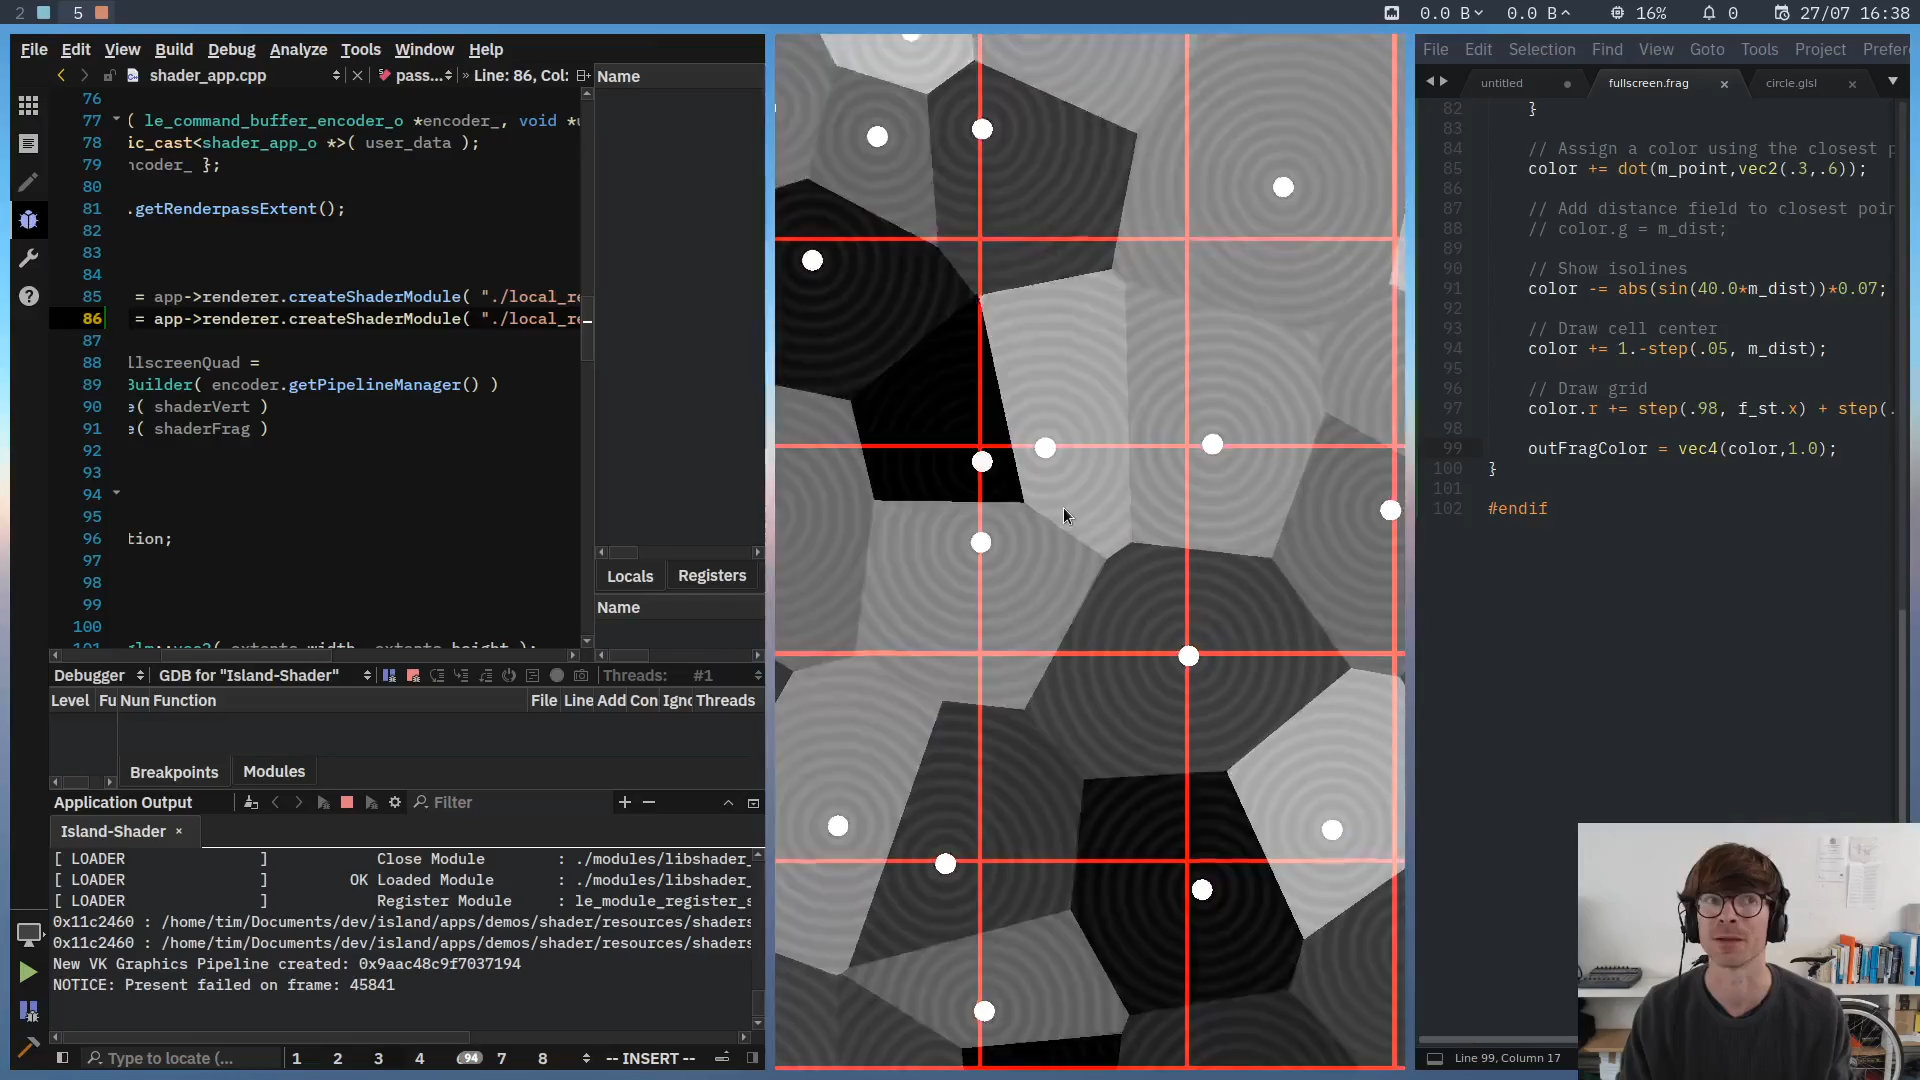 2 5 0.0 B 0.0 B 16% 0 27/07 16:38
File Edit View Build Debug Analyze Tools Window Help
shader_app.cpp pass... » Line: 86, Col:
76
77 ( le_command_buffer_encoder_o *encoder_, void *u
78 ic_cast<shader_app_o *>( user_data );
79 ncoder_ };
80
81 .getRenderpassExtent();
82
83
84
85 = app->renderer.createShaderModule( "./local_re
86 = app->renderer.createShaderModule( "./local_re
87
88 llscreenQuad =
89 Builder( encoder.getPipelineManager() )
90 e( shaderVert )
91 e( shaderFrag )
92
93
94
95
96 tion;
97
98
99
100
Name
Locals Registers
Name
Debugger GDB for "Island-Shader" Threads: #1
Level Fu Nun Function File Line Add Con Ign Threads
Breakpoints Modules
Application Output Filter
Island-Shader ×
[ LOADER ] Close Module : ./modules/libshader_
[ LOADER ] OK Loaded Module : ./modules/libshader_
[ LOADER ] Register Module : le_module_register_s
0x11c2460 : /home/tim/Documents/dev/island/apps/demos/shader/resources/shaders
0x11c2460 : /home/tim/Documents/dev/island/apps/demos/shader/resources/shaders
New VK Graphics Pipeline created: 0x9aac48c9f7037194
NOTICE: Present failed on frame: 45841
Type to locate (... 1 2 3 4 94 7 8 -- INSERT --
File Edit Selection Find View Goto Tools Project Prefer
untitled fullscreen.frag × circle.glsl ×
82 }
83
84 // Assign a color using the closest p
85 color += dot(m_point,vec2(.3,.6));
86
87 // Add distance field to closest poin
88 // color.g = m_dist;
89
90 // Show isolines
91 color -= abs(sin(40.0*m_dist))*0.07;
92
93 // Draw cell center
94 color += 1.-step(.05, m_dist);
95
96 // Draw grid
97 color.r += step(.98, f_st.x) + step(.
98
99 outFragColor = vec4(color,1.0);
100 }
101
102 #endif
Line 99, Column 17